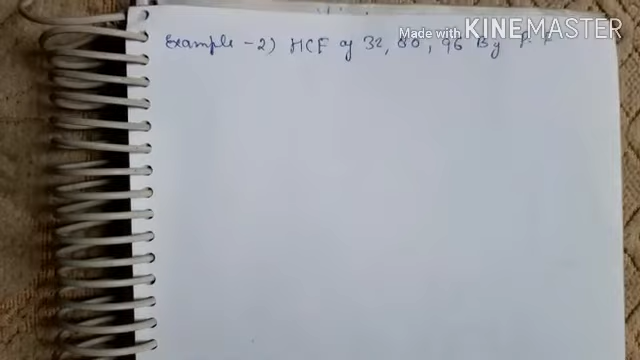 Made with KINEMASTER
Example-2) HCF of 32, 80, 96 By P. F